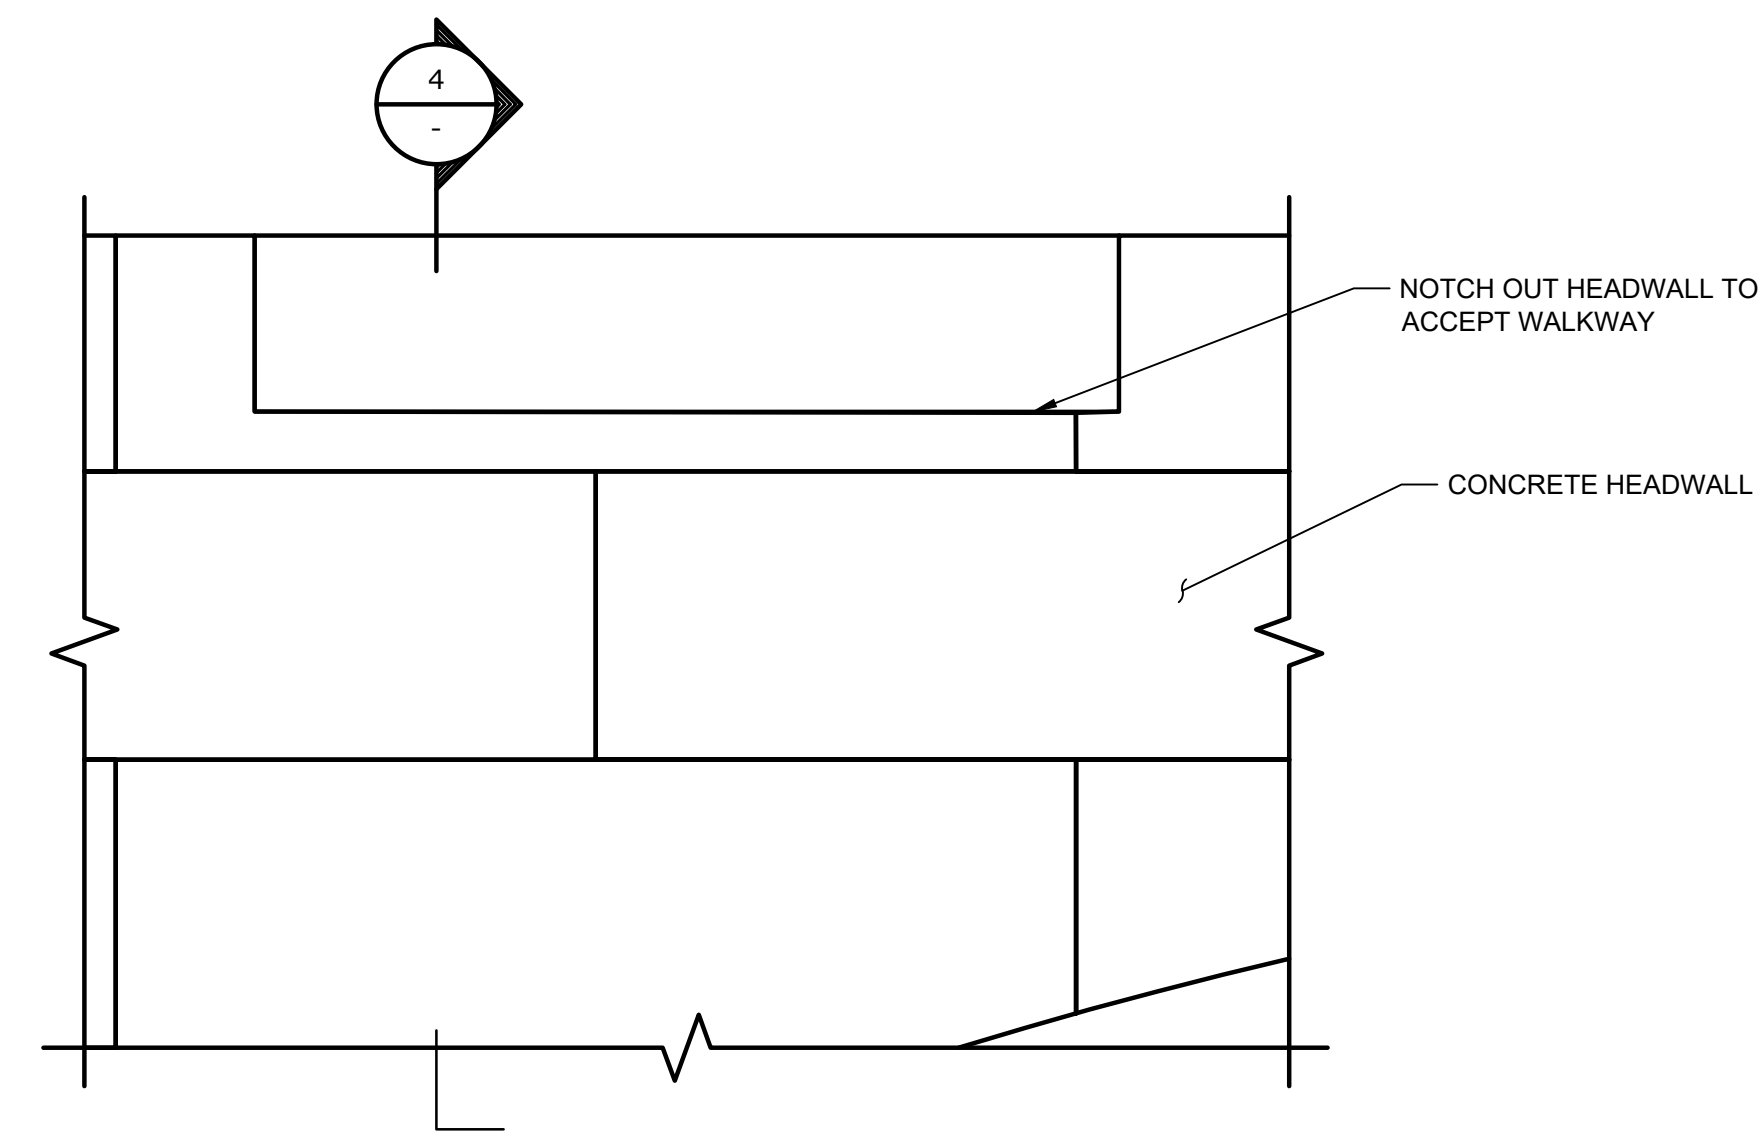 4
-
NOTCH OUT HEADWALL TO
ACCEPT WALKWAY
CONCRETE HEADWALL